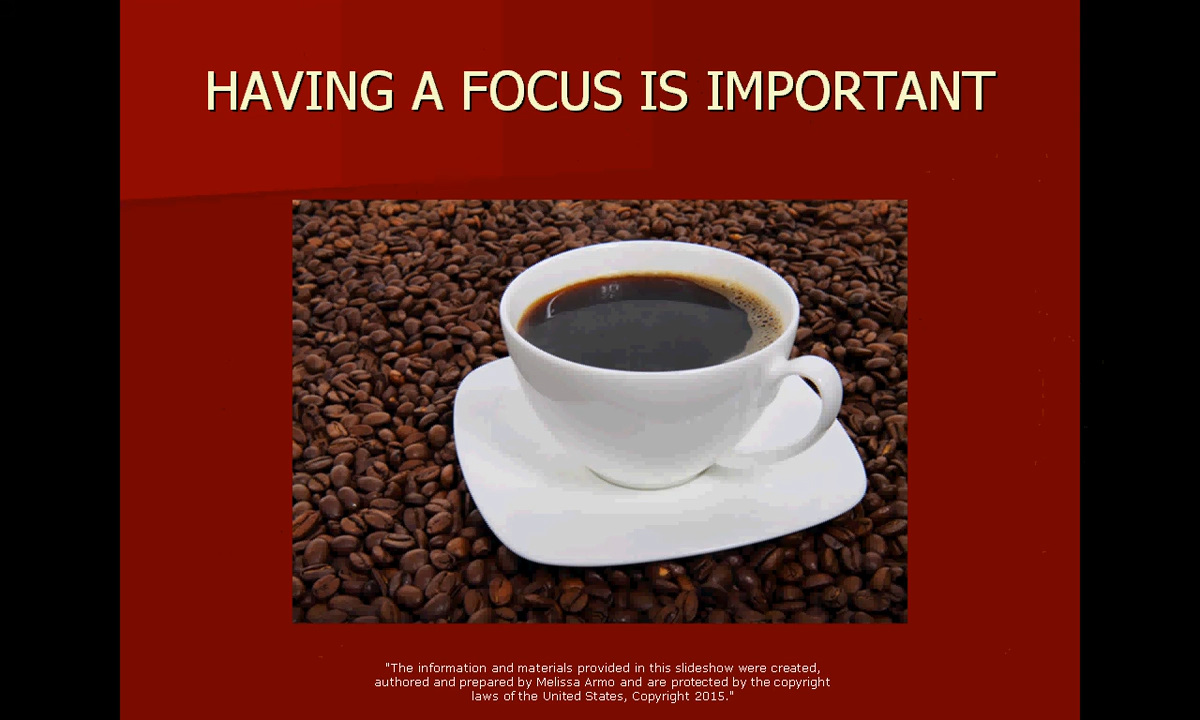 HAVING A FOCUS IS IMPORTANT
"The information and materials provided in this slideshow were created,
authored and prepared by Melissa Armo and are protected by the copyright
laws of the United States, Copyright 2015."